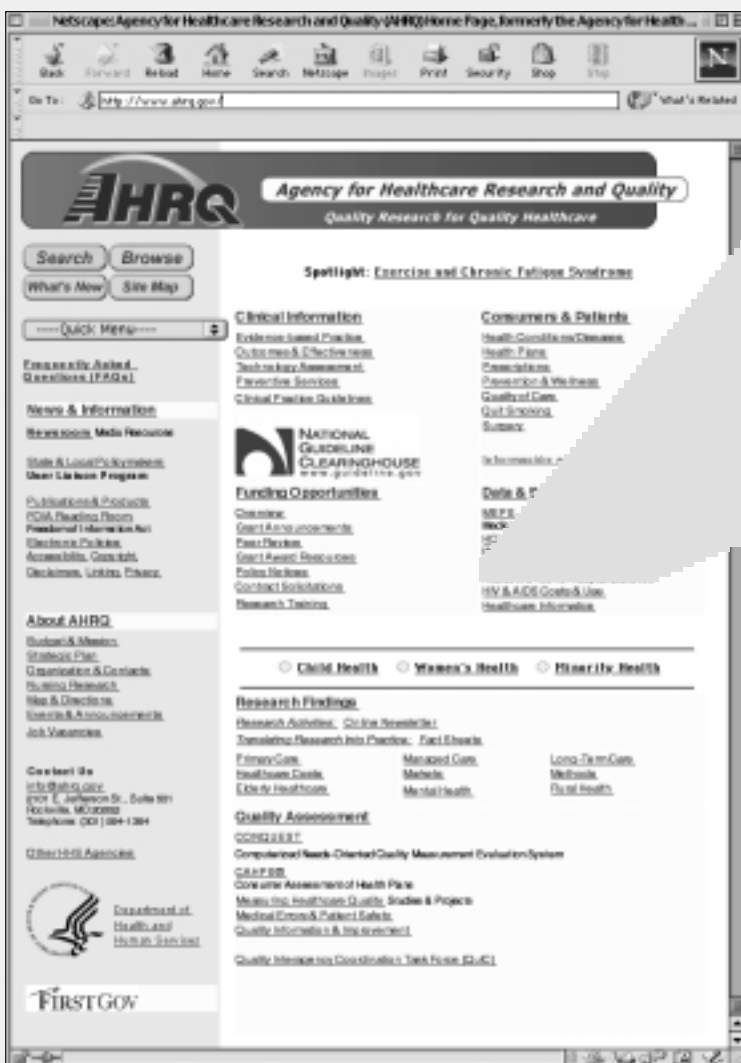 Netscape: Agency for Healthcare Research and Quality (AHRQ) Home Page, formerly the Agency for Health ...
Back Forward Reload Home Search Netscape Images Print Security Shop Stop
N
Go To: http://www.ahrq.gov/ What's Related
AHRQ
Agency for Healthcare Research and Quality
Quality Research for Quality Healthcare
Search Browse
What's New Site Map
----Quick Menu----
Frequently Asked
Questions (FAQs)
News & Information
Newsroom Media Resources
State & Local Policymakers
User Liaison Program
Publications & Products
FOIA Reading Room
Freedom of Information Act
Electronic Policies
Accessibility, Copyright,
Disclaimers, Linking, Privacy
About AHRQ
Budget & Mission
Strategic Plan
Organization & Contacts
Nursing Research
Map & Directions
Events & Announcements
Job Vacancies
Contact Us
info@ahrq.gov
2101 E. Jefferson St., Suite 501
Rockville, MD 20852
Telephone: (301) 594-1364
Other HHS Agencies
Department of
Health and
Human Services
FIRSTGOV
Spotlight: Exercise and Chronic Fatigue Syndrome
Clinical Information
Evidence-based Practice
Outcomes & Effectiveness
Technology Assessment
Preventive Services
Clinical Practice Guidelines
NATIONAL
GUIDELINE
CLEARINGHOUSE
www.guideline.gov
Funding Opportunities
Overview
Grant Announcements
Peer Review
Grant Award Resources
Policy Notices
Contract Solicitations
Research Training
Consumers & Patients
Health Conditions/Diseases
Health Plans
Prescriptions
Prevention & Wellness
Quality of Care
Quit Smoking
Surgery
Data &
MEPS
HIV & AIDS Costs & Use
Healthcare Informatics
Child Health Women's Health Minority Health
Research Findings
Research Activities: Online Newsletter
Translating Research Into Practice: Fact Sheets
Primary Care Managed Care Long-Term Care
Healthcare Costs Markets Methods
Elderly Healthcare Mental Health Rural Health
Quality Assessment
CONQUEST
Computerized Needs-Oriented Quality Measurement Evaluation System
CAHPS®
Consumer Assessment of Health Plans
Measuring Healthcare Quality Studies & Projects
Medical Errors & Patient Safety
Quality Information & Improvement
Quality Interagency Coordination Task Force (QuIC)